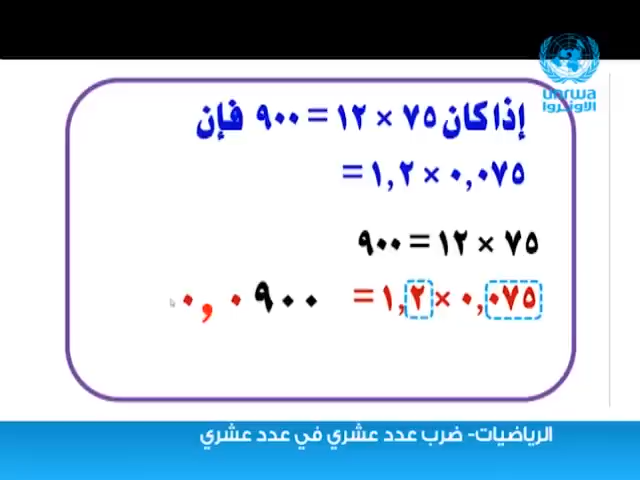 unrwa
الاونروا
إذا كان ٧٥ × ١٢ = ٩٠٠ فإن
٠,٠٧٥ × ١,٢ =
٧٥ × ١٢ = ٩٠٠
٠,٠٧٥ × ١,٢ = ٠,٠٩٠٠
الرياضيات- ضرب عدد عشري في عدد عشري